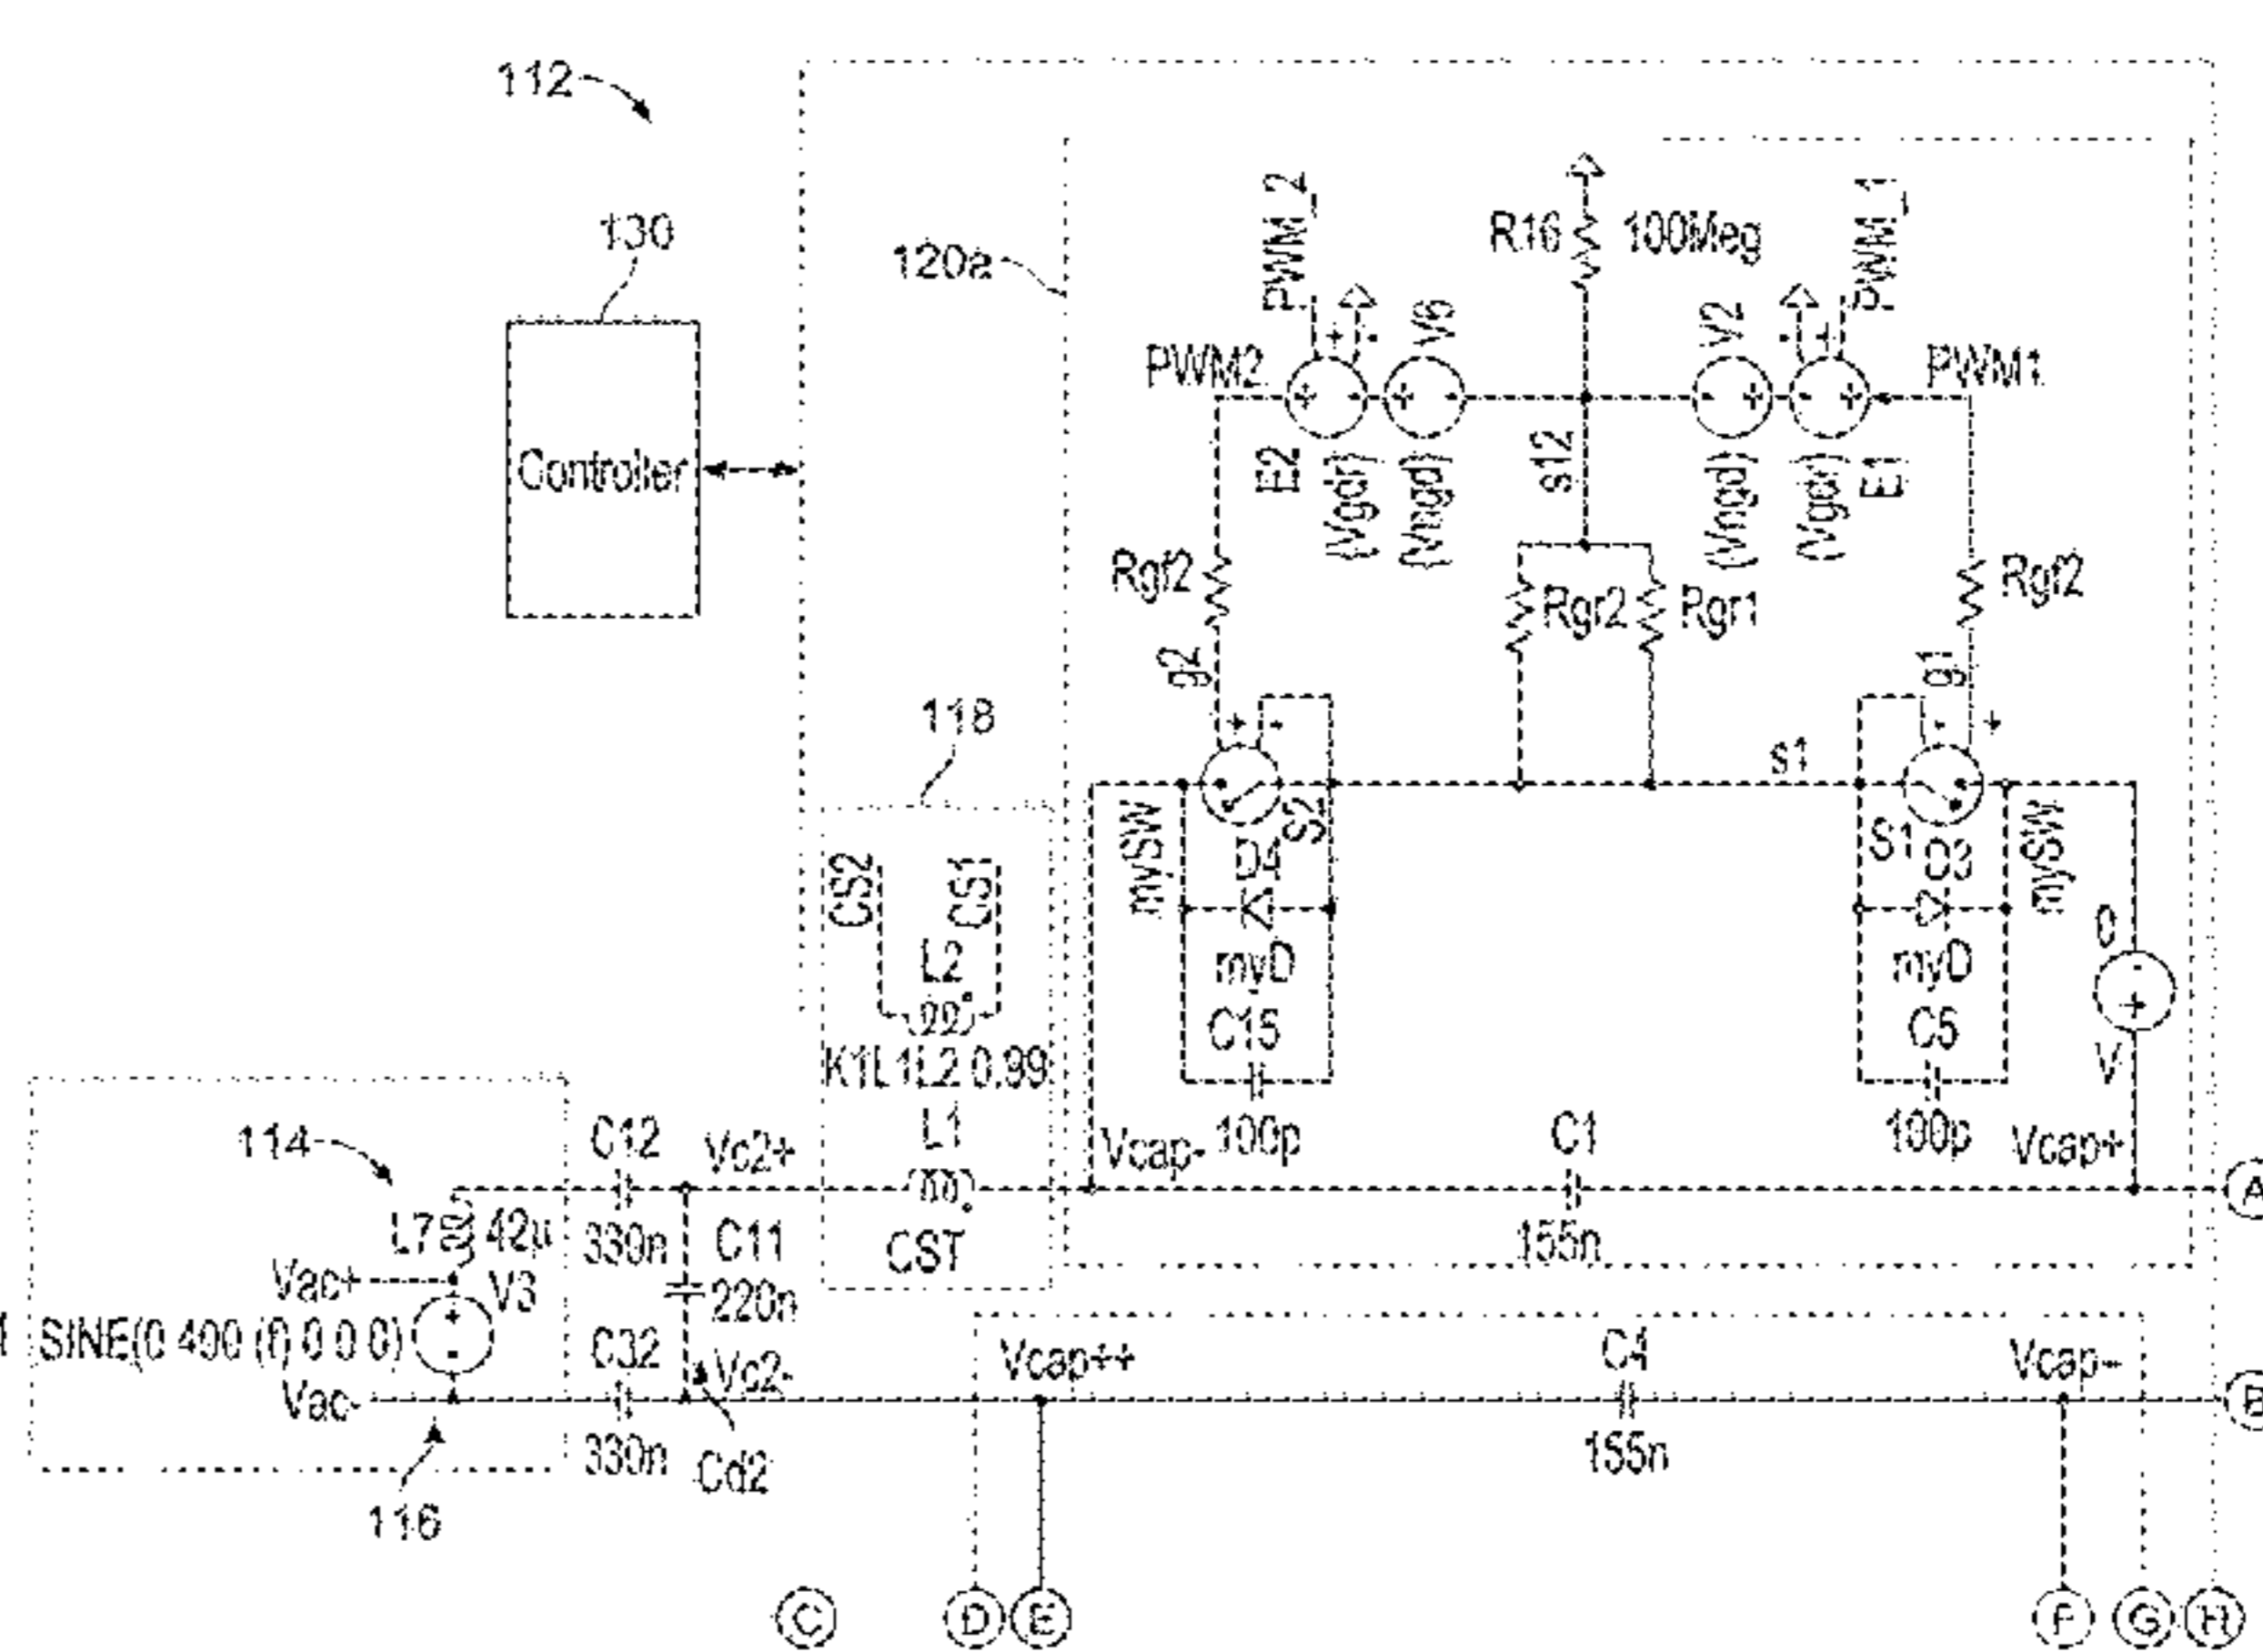 112
130
Controller
120a
PWM_2
R16
100Meg
PWM_1
V6
V2
PWM2
PWM1
E2
{Vgdr}
{Vngd}
s12
{Vngd}
{Vgdr}
E1
Rgf2
Rgr2
Rgr1
Rgf2
g2
g1
118
+
-
s1
-
+
mySW
S2
S1
mySW
CS2
CS1
D4
D3
L2
myD
myD
0
C15
C5
V
K1 L1 L2 0.99
100p
100p
114
C12
Vc2+
L1
Vcap-
C1
Vcap+
A
L7
42µ
330n
C11
CST
155n
Vac+
V3
220n
SINE(0 400 {f} 0 0 0)
C32
Vc2-
Vcap++
C4
Vcap--
Vac-
B
330n
Cd2
155n
116
C
D
E
F
G
H